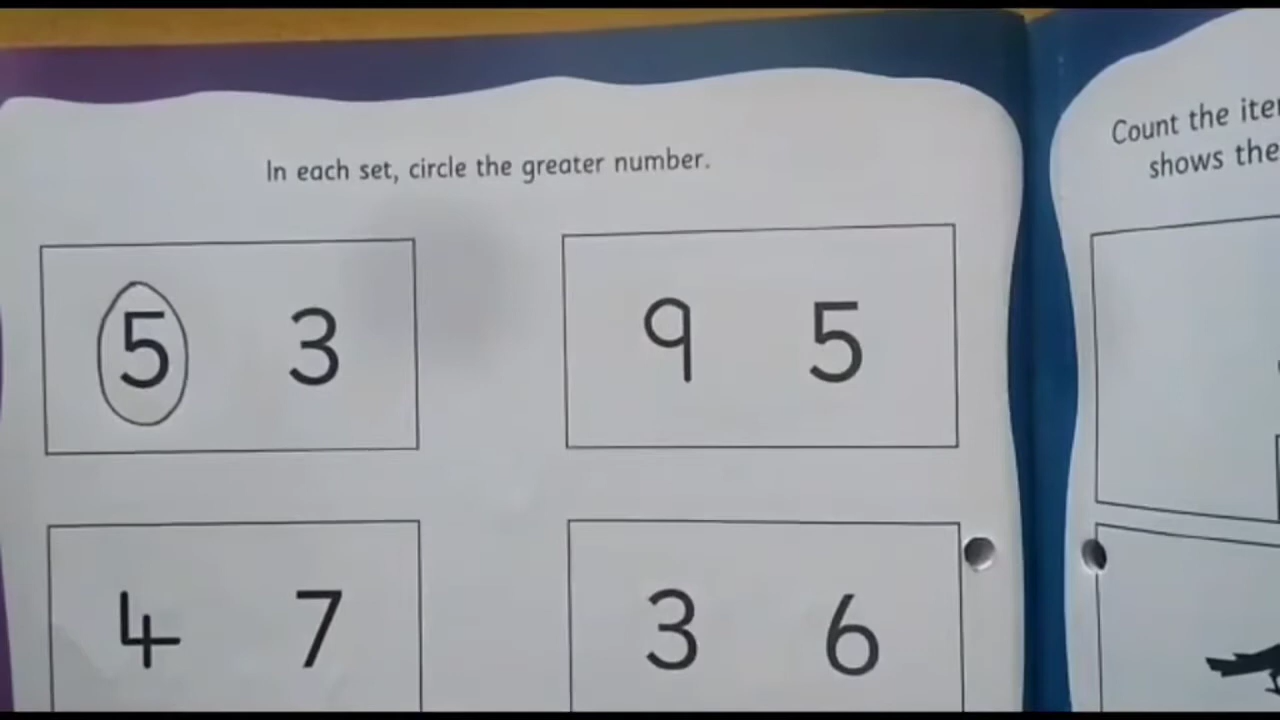 In each set, circle the greater number.
5 3
9 5
4 7
3 6
Count the
shows the